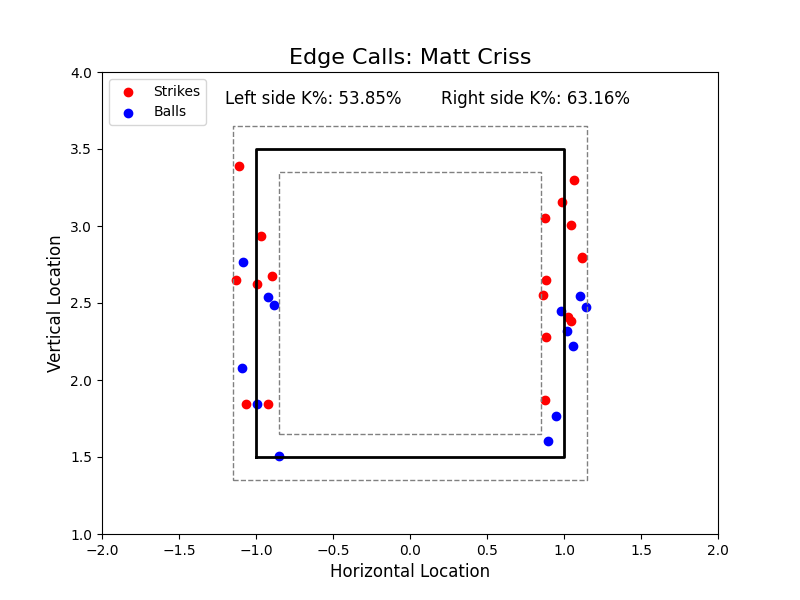 Edge Calls: Matt Criss
Strikes
Balls
Left side K%: 53.85%
Right side K%: 63.16%
4.0
3.5
3.0
2.5
2.0
1.5
1.0
Vertical Location
−2.0 −1.5 −1.0 −0.5 0.0 0.5 1.0 1.5 2.0
Horizontal Location